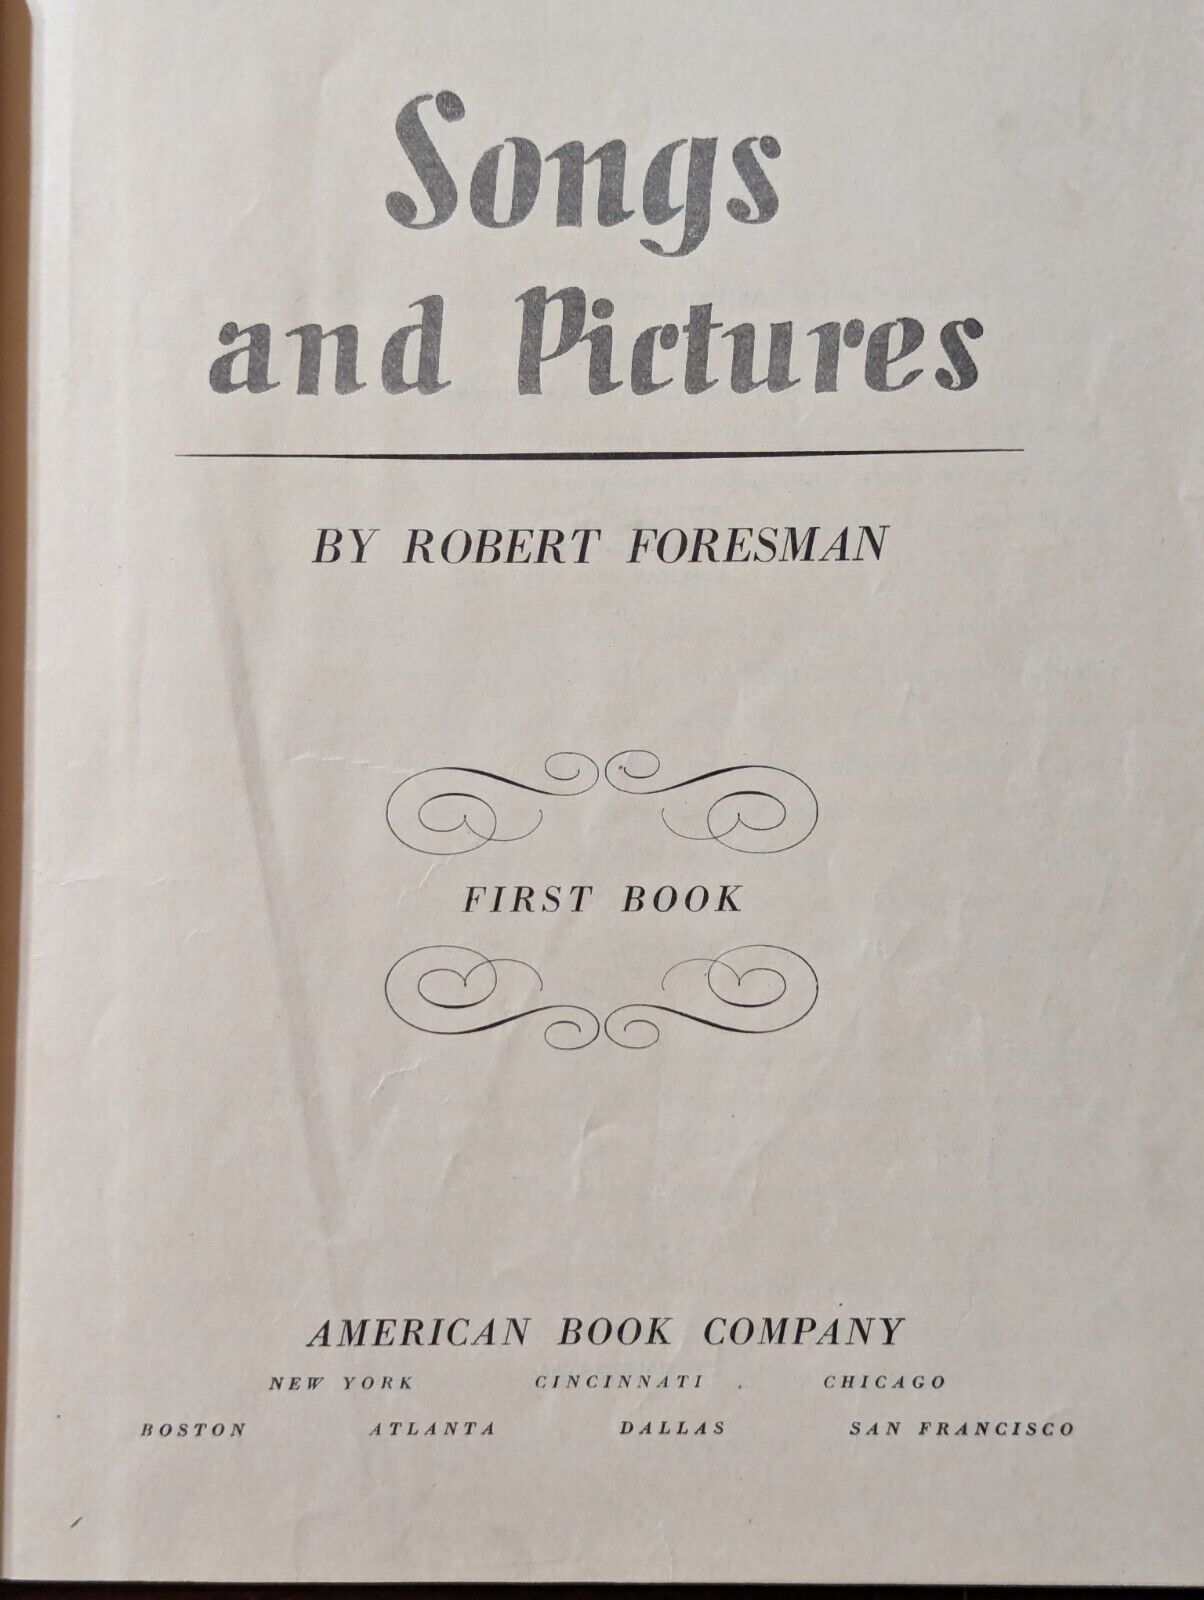 Songs
and Pictures
BY ROBERT FORESMAN
FIRST BOOK
AMERICAN BOOK COMPANY
NEW YORK CINCINNATI CHICAGO
BOSTON ATLANTA DALLAS SAN FRANCISCO